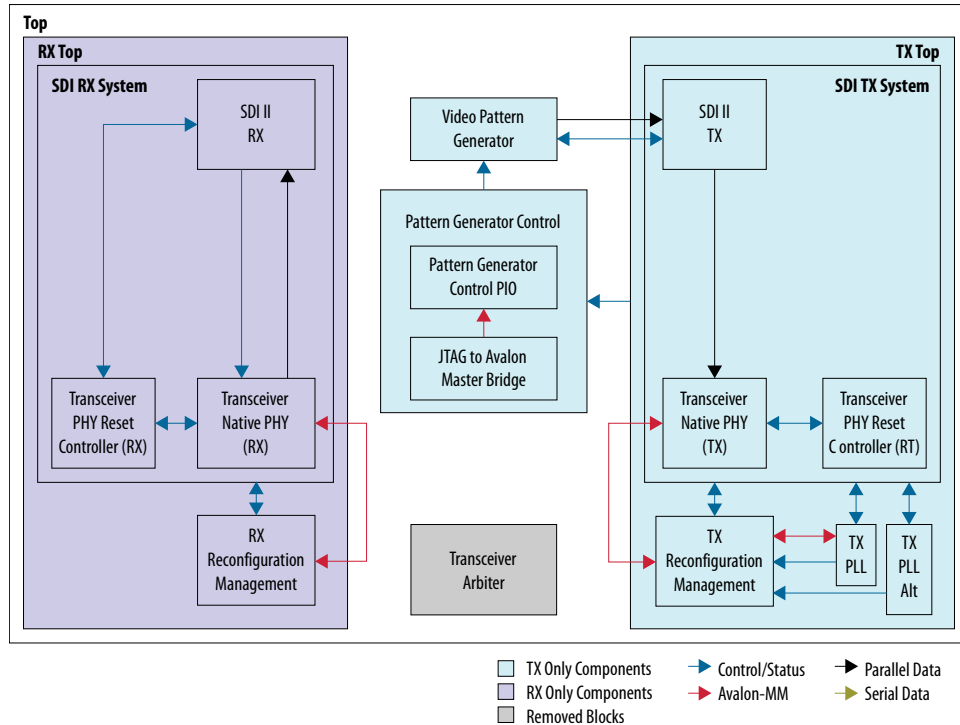 Top
RX Top
SDI RX System
SDI II
RX
Transceiver
PHY Reset
Controller (RX)
Transceiver
Native PHY
(RX)
RX
Reconfiguration
Management
Video Pattern
Generator
Pattern Generator Control
Pattern Generator
Control PIO
JTAG to Avalon
Master Bridge
Transceiver
Arbiter
TX Top
SDI TX System
SDI II
TX
Transceiver
Native PHY
(TX)
Transceiver
PHY Reset
C ontroller (RT)
TX
Reconfiguration
Management
TX
PLL
TX
PLL
Alt
TX Only Components
RX Only Components
Removed Blocks
Control/Status
Avalon-MM
Parallel Data
Serial Data